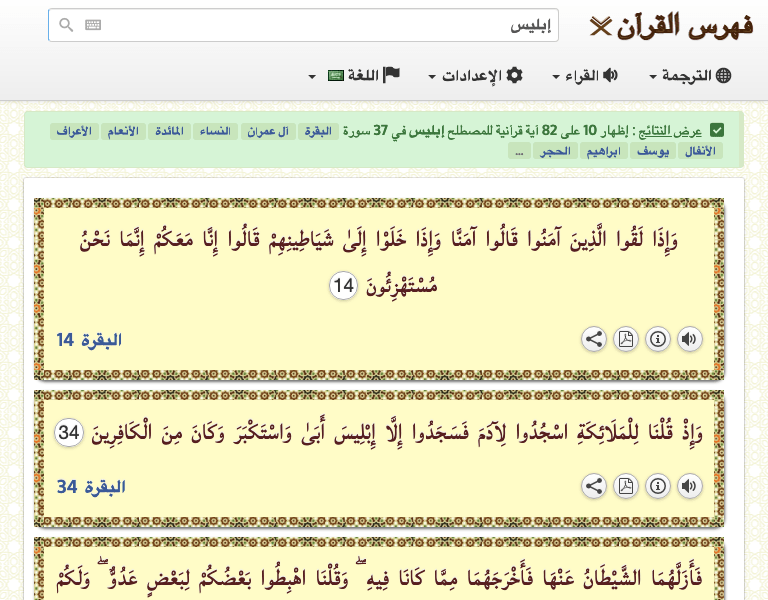 فهرس القرآن
إبليس
الترجمة القراء الإعدادات اللغة
عرض النتائج : إظهار 10 على 82 آية قرآنية للمصطلح إبليس في 37 سورة البقرة آل عمران النساء المائدة الأنعام الأعراف
الأنفال يوسف ابراهيم الحجر ...
وَإِذَا لَقُوا الَّذِينَ آمَنُوا قَالُوا آمَنَّا وَإِذَا خَلَوْا إِلَىٰ شَيَاطِينِهِمْ قَالُوا إِنَّا مَعَكُمْ إِنَّمَا نَحْنُ
مُسْتَهْزِئُونَ 14
البقرة 14
وَإِذْ قُلْنَا لِلْمَلَائِكَةِ اسْجُدُوا لِآدَمَ فَسَجَدُوا إِلَّا إِبْلِيسَ أَبَىٰ وَاسْتَكْبَرَ وَكَانَ مِنَ الْكَافِرِينَ 34
البقرة 34
فَأَزَلَّهُمَا الشَّيْطَانُ عَنْهَا فَأَخْرَجَهُمَا مِمَّا كَانَا فِيهِ ۖ وَقُلْنَا اهْبِطُوا بَعْضُكُمْ لِبَعْضٍ عَدُوٌّ ۖ وَلَكُمْ